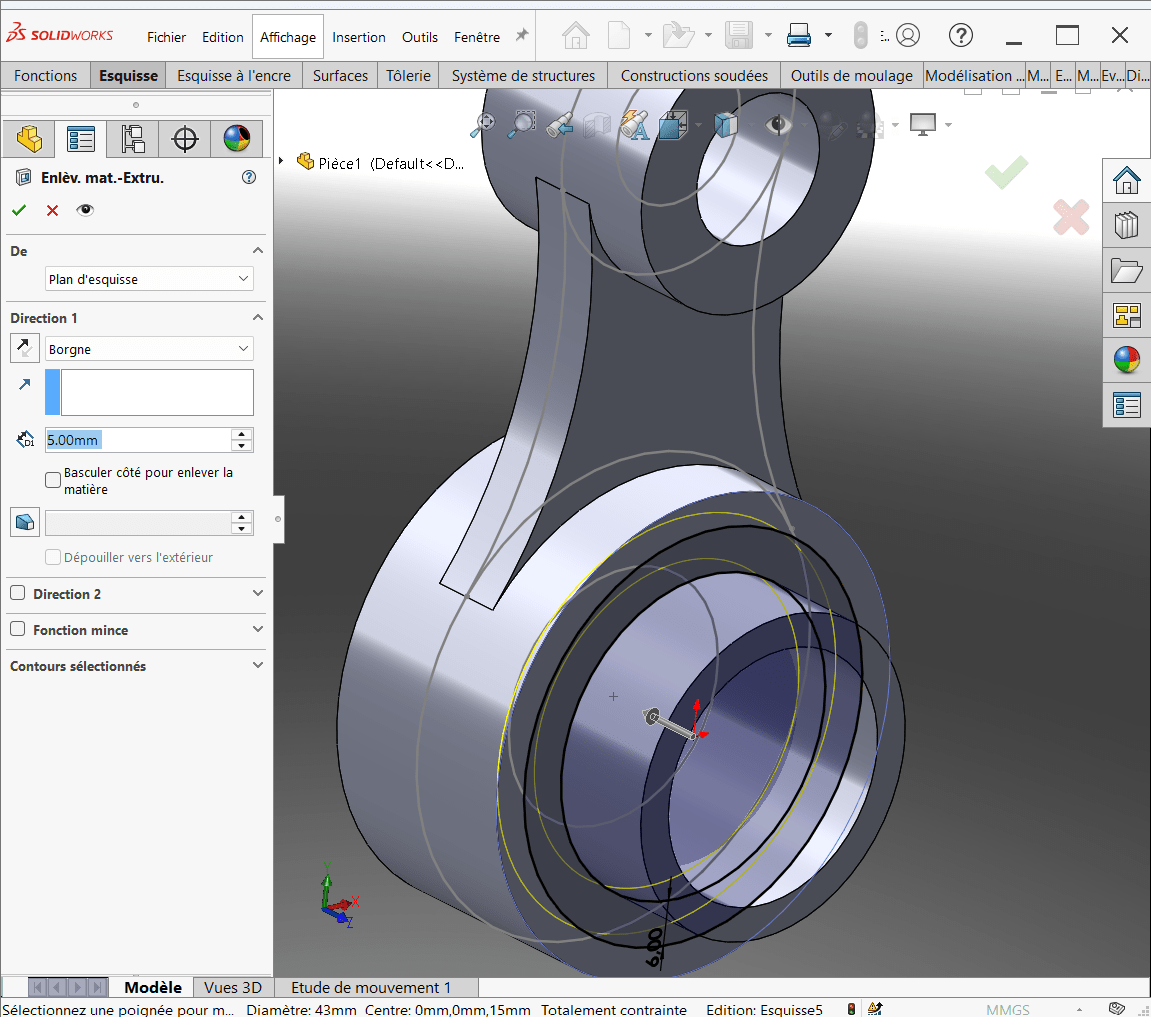 SOLIDWORKS Fichier Edition Affichage Insertion Outils Fenêtre
Fonctions Esquisse Esquisse à l'encre Surfaces Tôlerie Système de structures Constructions soudées Outils de moulage Modélisation ... M... E... M... Ev... Di...
Enlèv. mat.-Extru.
Pièce1 (Default<<D...
De
Plan d'esquisse
Direction 1
Borgne
D1
5.00mm
Basculer côté pour enlever la
matière
Dépouiller vers l'extérieur
Direction 2
Fonction mince
Contours sélectionnés
6,00
Y
X
Z
Modèle Vues 3D Etude de mouvement 1
Sélectionnez une poignée pour m... Diamètre: 43mm Centre: 0mm,0mm,15mm Totalement contrainte Edition: Esquisse5 MMGS